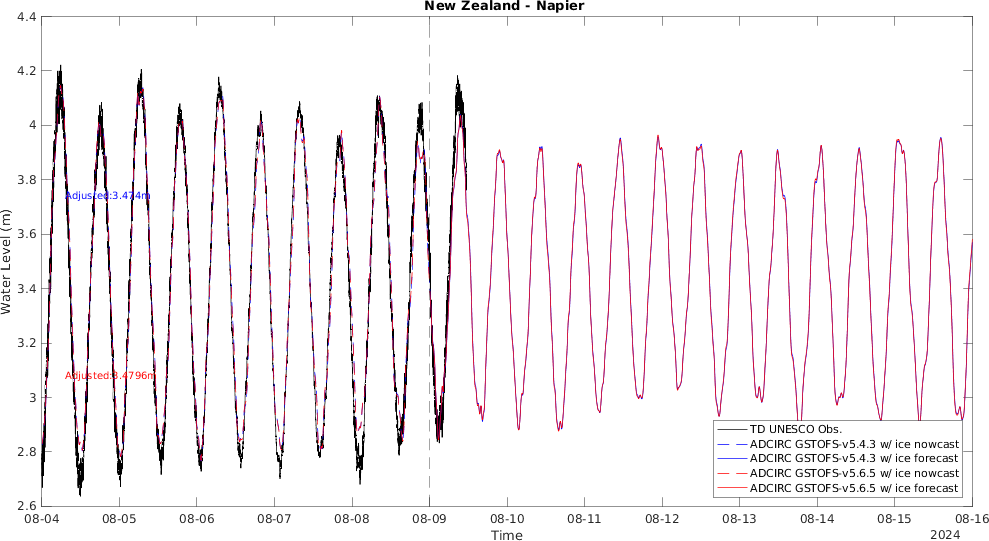 New Zealand - Napier
4.4
4.2
4
3.8
3.6
3.4
3.2
3
2.8
2.6
Water Level (m)
Adjusted:3.474m
Adjusted:3.4796m
TD UNESCO Obs.
ADCIRC GSTOFS-v5.4.3 w/ ice nowcast
ADCIRC GSTOFS-v5.4.3 w/ ice forecast
ADCIRC GSTOFS-v5.6.5 w/ ice nowcast
ADCIRC GSTOFS-v5.6.5 w/ ice forecast
08-04 08-05 08-06 08-07 08-08 08-09 08-10 08-11 08-12 08-13 08-14 08-15 08-16
Time
2024